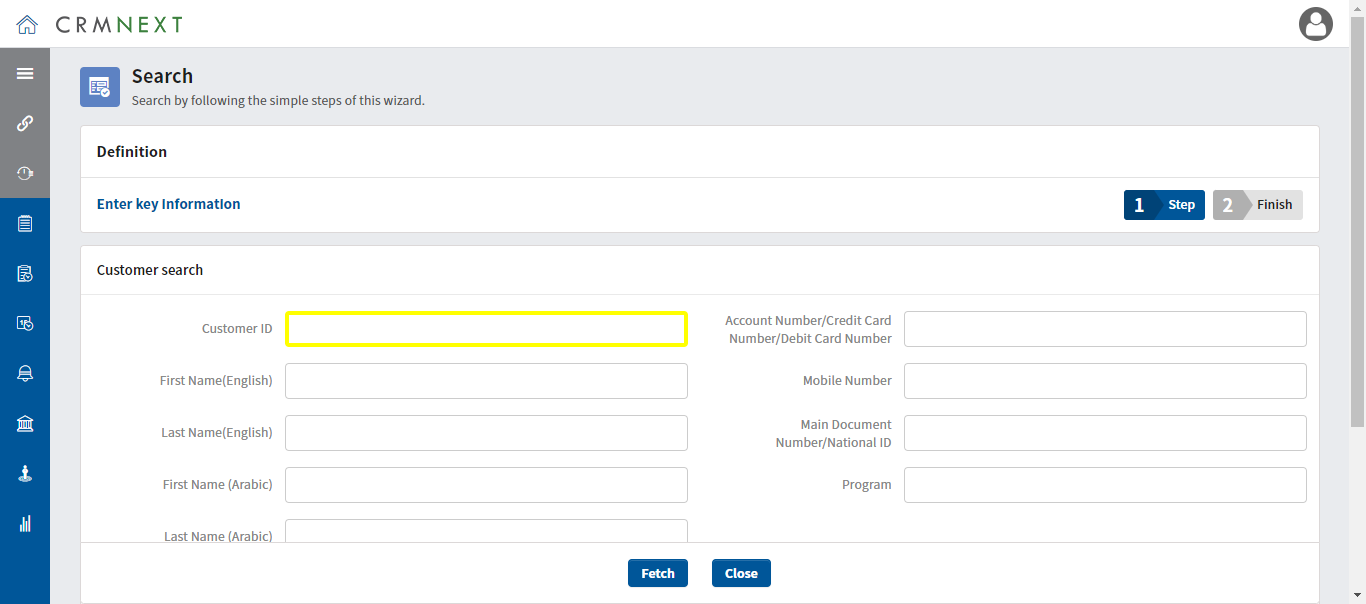 CRMNEXT
Search
Search by following the simple steps of this wizard.
Definition
Enter key information
1 Step
2 Finish
Customer search
Customer ID
Account Number/Credit Card
Number/Debit Card Number
First Name(English)
Mobile Number
Last Name(English)
Main Document
Number/National ID
First Name (Arabic)
Program
Last Name (Arabic)
Fetch
Close